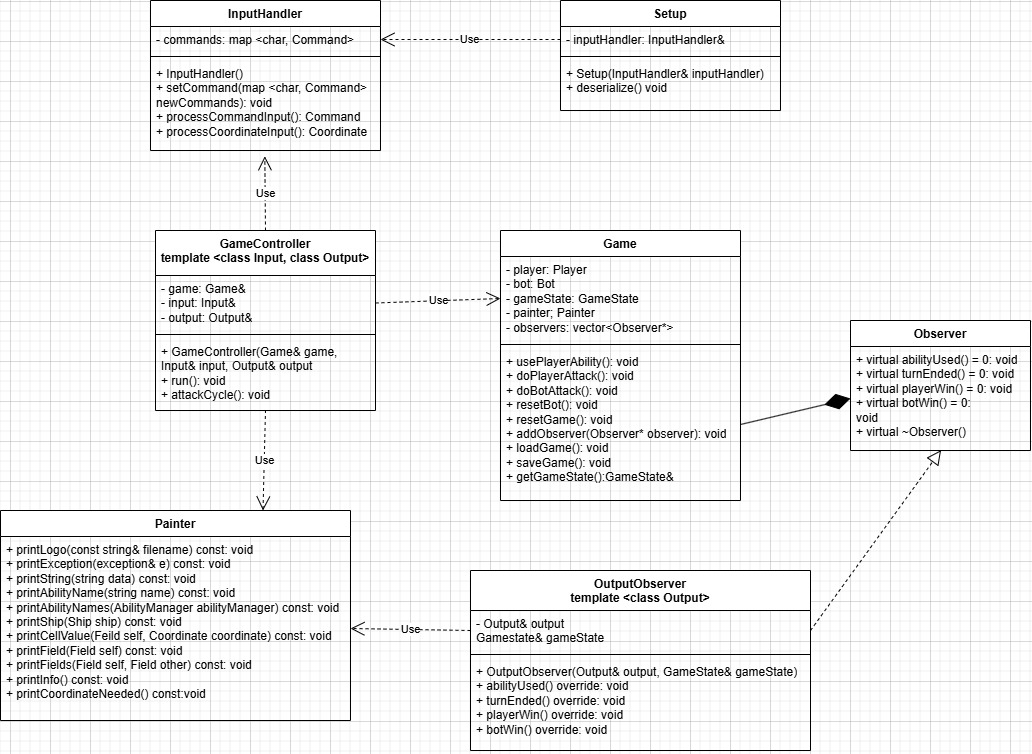 InputHandler
- commands: map <char, Command>
+ InputHandler()
+ setCommand(map <char, Command>
newCommands): void
+ processCommandInput(): Command
+ processCoordinateInput(): Coordinate
Use
Setup
- inputHandler: InputHandler&
+ Setup(InputHandler& inputHandler)
+ deserialize() void
Use
GameController
template <class Input, class Output>
- game: Game&
- input: Input&
- output: Output&
+ GameController(Game& game,
Input& input, Output& output
+ run(): void
+ attackCycle(): void
Use
Game
- player: Player
- bot: Bot
- gameState: GameState
- painter; Painter
- observers: vector<Observer*>
+ usePlayerAbility(): void
+ doPlayerAttack(): void
+ doBotAttack(): void
+ resetBot(): void
+ resetGame(): void
+ addObserver(Observer* observer): void
+ loadGame(): void
+ saveGame(): void
+ getGameState():GameState&
Observer
+ virtual abilityUsed() = 0: void
+ virtual turnEnded() = 0: void
+ virtual playerWin() = 0: void
+ virtual botWin() = 0:
void
+ virtual ~Observer()
Use
Painter
+ printLogo(const string& filename) const: void
+ printException(exception& e) const: void
+ printString(string data) const: void
+ printAbilityName(string name) const: void
+ printAbilityNames(AbilityManager abilityManager) const: void
+ printShip(Ship ship) const: void
+ printCellValue(Feild self, Coordinate coordinate) const: void
+ printField(Field self) const: void
+ printFields(Field self, Field other) const: void
+ printInfo() const: void
+ printCoordinateNeeded() const:void
Use
OutputObserver
template <class Output>
- Output& output
Gamestate& gameState
+ OutputObserver(Output& output, GameState& gameState)
+ abilityUsed() override: void
+ turnEnded() override: void
+ playerWin() override: void
+ botWin() override: void